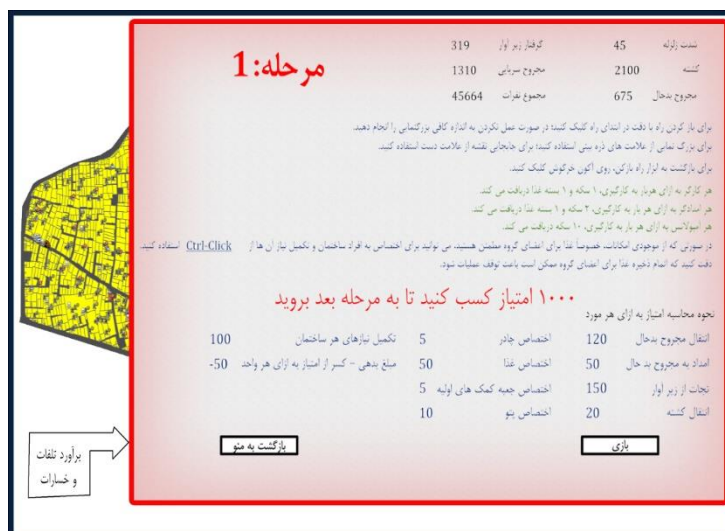 مرحله:1
شدت زلزله 45 گرفتار زیر آوار 319
کشته 2100 مجروح سرپایی 1310
مجروح بدحال 675 مجموع نفرات 45664
برای باز کردن راه با دقت در ابتدای راه کلیک کنید؛ در صورت عمل نکردن به اندازه کافی بزرگنمایی را انجام دهید.
برای بزرگ نمایی از علامت های ذره بینی استفاده کنید؛ برای جابجایی نقشه از علامت دست استفاده کنید.
برای بازگشت به ابزار راه بازکن، روی آکون خرگوش کلیک کنید.
هر کارگر به ازای هربار به کارگیری، ۱ سکه و ۱ بسته غذا دریافت می کند.
هر امدادگر به ازای هر بار به کارگیری، ۲ سکه و ۱ بسته غذا دریافت می کند.
هر آمبولانس به ازای هر بار به کارگیری، ۱۰ سکه دریافت می کند.
در صورتی که از موجودی امکانات، خصوصاً غذا برای اعضای گروه مطمئن هستید، می توانید برای اختصاص به افراد ساختمان و تکمیل نیاز آن ها از Ctrl-Click استفاده کنید.
دقت کنید که اتمام ذخیره غذا برای اعضای گروه ممکن است باعث توقف عملیات شود.
۱۰۰۰ امتیاز کسب کنید تا به مرحله بعد بروید
نحوه محاسبه امتیاز به ازای هر مورد
انتقال مجروح بدحال 120 اختصاص چادر 5 تکمیل نیازهای هر ساختمان 100
امداد به مجروح بد حال 50 اختصاص غذا 50 مبلغ بدهی – کسر از امتیاز به ازای هر واحد 50-
نجات از زیر آوار 150 اختصاص جعبه کمک های اولیه 5
انتقال کشته 20 اختصاص پتو 10
بازی
بازگشت به منو
برآورد تلفات
و خسارات